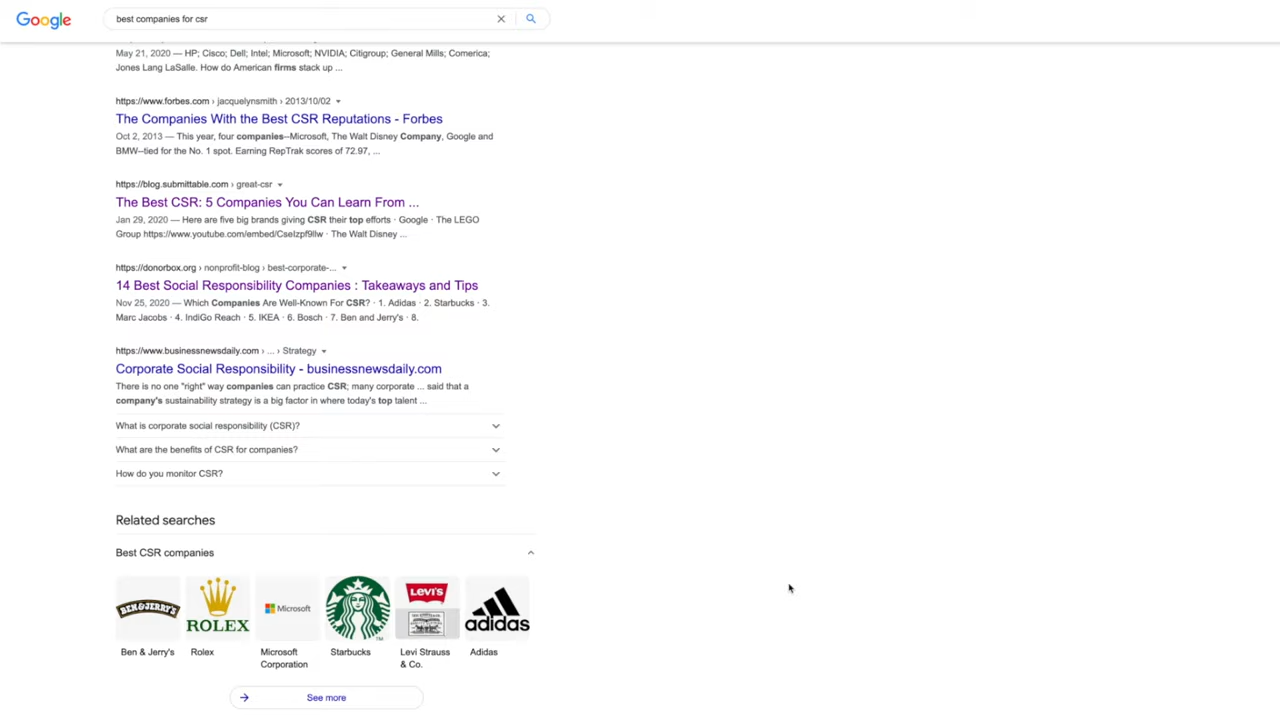 Google
best companies for csr
May 21, 2020 — HP; Cisco; Dell; Intel; Microsoft; NVIDIA; Citigroup; General Mills; Comerica;
Jones Lang LaSalle. How do American firms stack up ...
https://www.forbes.com › jacquelynsmith › 2013/10/02
The Companies With the Best CSR Reputations - Forbes
Oct 2, 2013 — This year, four companies--Microsoft, The Walt Disney Company, Google and
BMW--tied for the No. 1 spot. Earning RepTrak scores of 72.97, ...
https://blog.submittable.com › great-csr
The Best CSR: 5 Companies You Can Learn From ...
Jan 29, 2020 — Here are five big brands giving CSR their top efforts · Google · The LEGO
Group https://www.youtube.com/embed/Cselzpf9llw · The Walt Disney ...
https://donorbox.org › nonprofit-blog › best-corporate-...
14 Best Social Responsibility Companies : Takeaways and Tips
Nov 25, 2020 — Which Companies Are Well-Known For CSR? · 1. Adidas · 2. Starbucks · 3.
Marc Jacobs · 4. IndiGo Reach · 5. IKEA · 6. Bosch · 7. Ben and Jerry's · 8.
https://www.businessnewsdaily.com › ... › Strategy
Corporate Social Responsibility - businessnewsdaily.com
There is no one "right" way companies can practice CSR; many corporate ... said that a
company's sustainability strategy is a big factor in where today's top talent ...
What is corporate social responsibility (CSR)?
What are the benefits of CSR for companies?
How do you monitor CSR?
Related searches
Best CSR companies
BEN & JERRY'S
ROLEX
Microsoft
TM
LEVI'S
adidas
Ben & Jerry's
Rolex
Microsoft
Corporation
Starbucks
Levi Strauss
& Co.
Adidas
See more